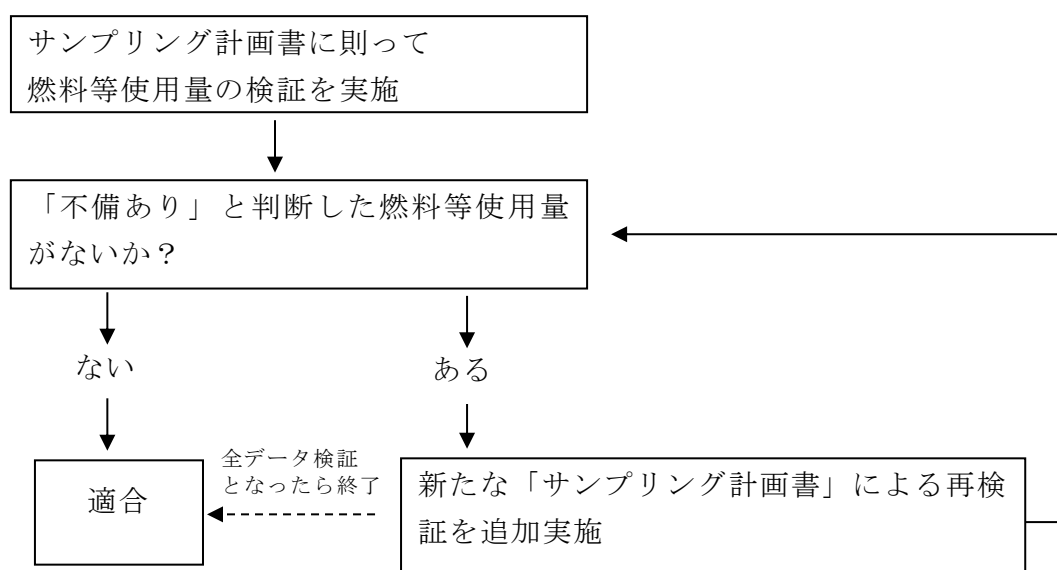 サンプリング計画書に則って
燃料等使用量の検証を実施
「不備あり」と判断した燃料等使用量
がないか？
ない
ある
全データ検証
となったら終了
適合
新たな「サンプリング計画書」による再検
証を追加実施